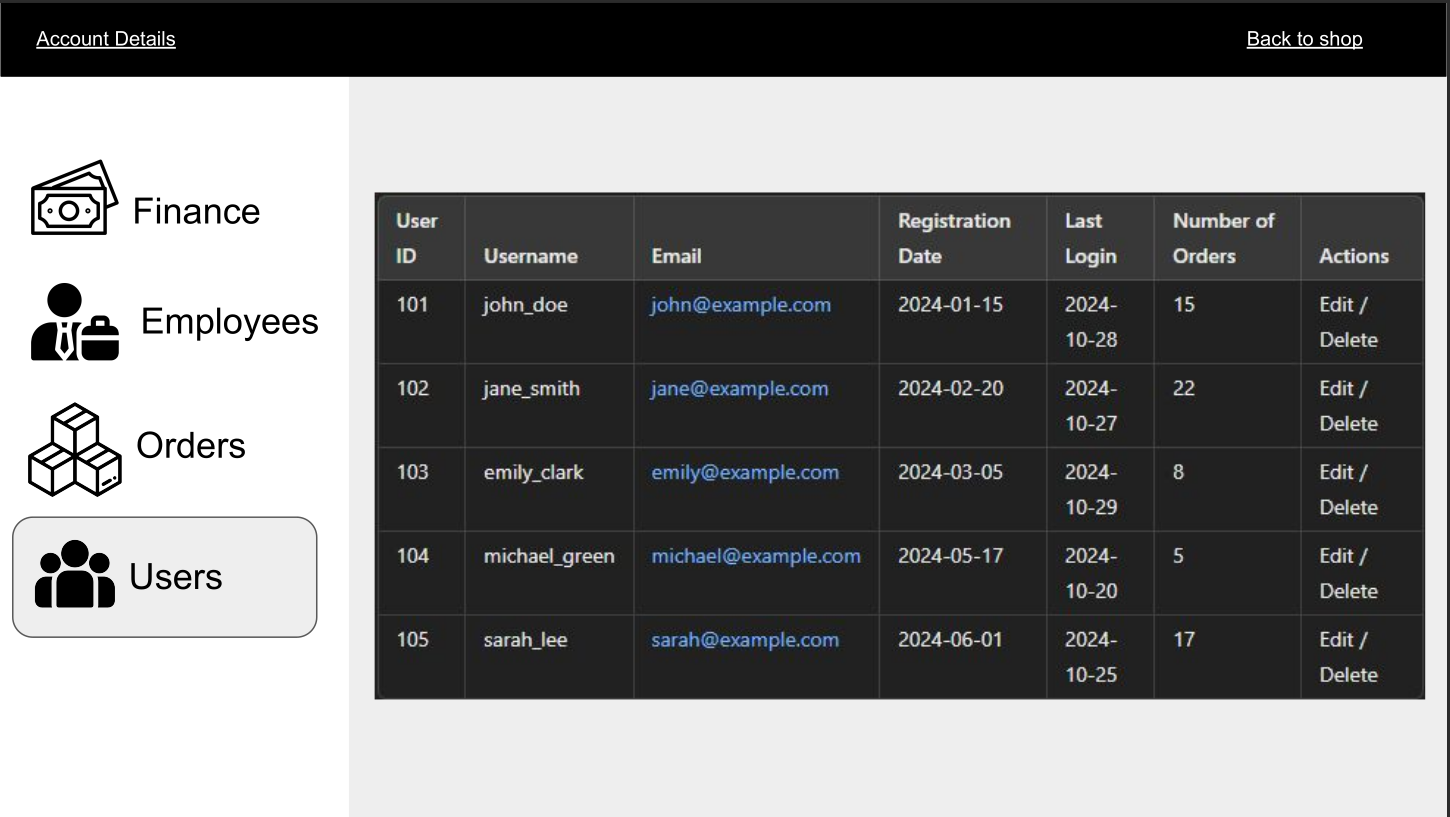 Account Details
Back to shop
Finance
Employees
Orders
Users
User ID Username Email Registration Date Last Login Number of Orders Actions
101 john_doe john@example.com 2024-01-15 2024-10-28 15 Edit / Delete
102 jane_smith jane@example.com 2024-02-20 2024-10-27 22 Edit / Delete
103 emily_clark emily@example.com 2024-03-05 2024-10-29 8 Edit / Delete
104 michael_green michael@example.com 2024-05-17 2024-10-20 5 Edit / Delete
105 sarah_lee sarah@example.com 2024-06-01 2024-10-25 17 Edit / Delete